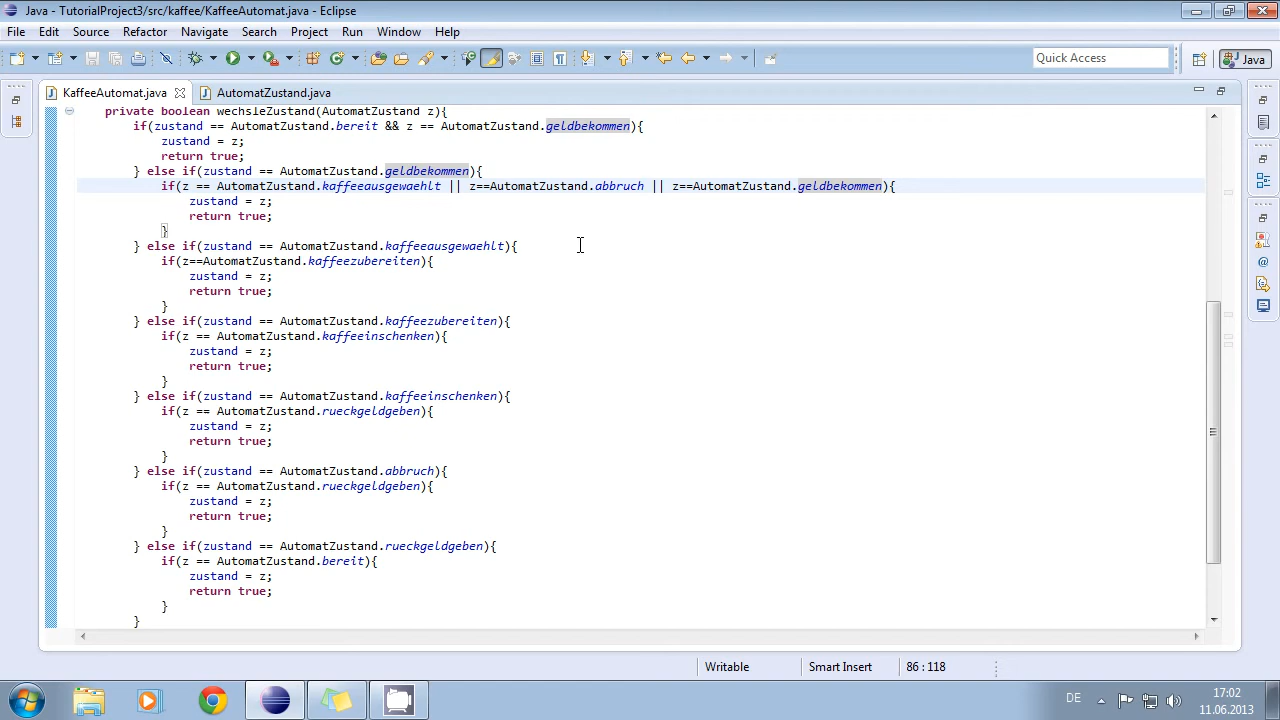 Java - TutorialProject3/src/kaffee/KaffeeAutomat.java - Eclipse
File Edit Source Refactor Navigate Search Project Run Window Help
Quick Access
Java
KaffeeAutomat.java
AutomatZustand.java
private boolean wechsleZustand(AutomatZustand z){
if(zustand == AutomatZustand.bereit && z == AutomatZustand.geldbekommen){
zustand = z;
return true;
} else if(zustand == AutomatZustand.geldbekommen){
if(z == AutomatZustand.kaffeeausgewaehlt || z==AutomatZustand.abbruch || z==AutomatZustand.geldbekommen){
zustand = z;
return true;
}
} else if(zustand == AutomatZustand.kaffeeausgewaehlt){
if(z==AutomatZustand.kaffeezubereiten){
zustand = z;
return true;
}
} else if(zustand == AutomatZustand.kaffeezubereiten){
if(z == AutomatZustand.kaffeeinschenken){
zustand = z;
return true;
}
} else if(zustand == AutomatZustand.kaffeeinschenken){
if(z == AutomatZustand.rueckgeldgeben){
zustand = z;
return true;
}
} else if(zustand == AutomatZustand.abbruch){
if(z == AutomatZustand.rueckgeldgeben){
zustand = z;
return true;
}
} else if(zustand == AutomatZustand.rueckgeldgeben){
if(z == AutomatZustand.bereit){
zustand = z;
return true;
}
}
Writable Smart Insert 86 : 118
DE
17:02
11.06.2013